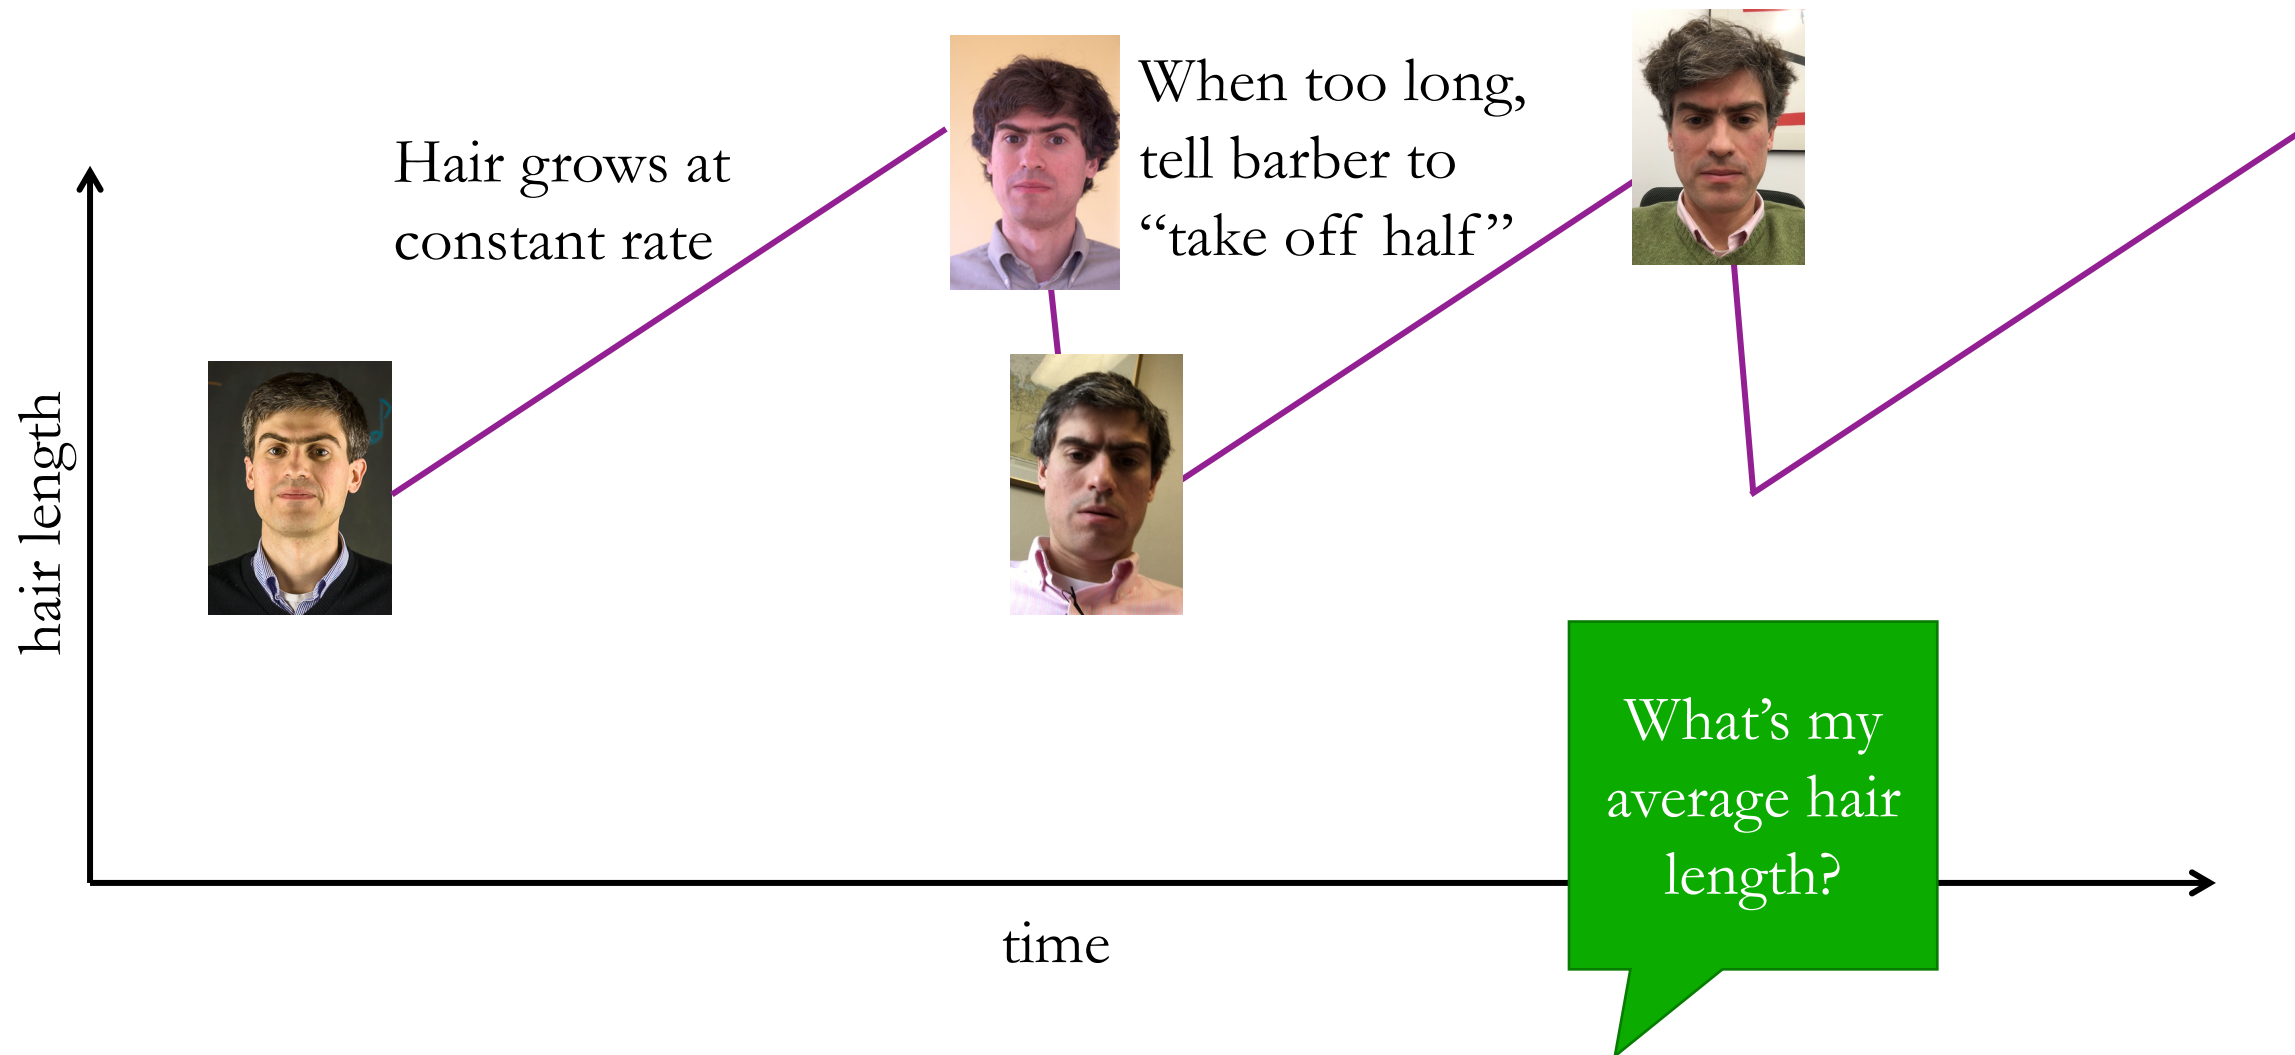 Hair grows at
constant rate
When too long,
tell barber to
“take off half”
hair length
What’s my
average hair
length?
time